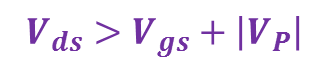 V_ds > V_gs + |V_P|